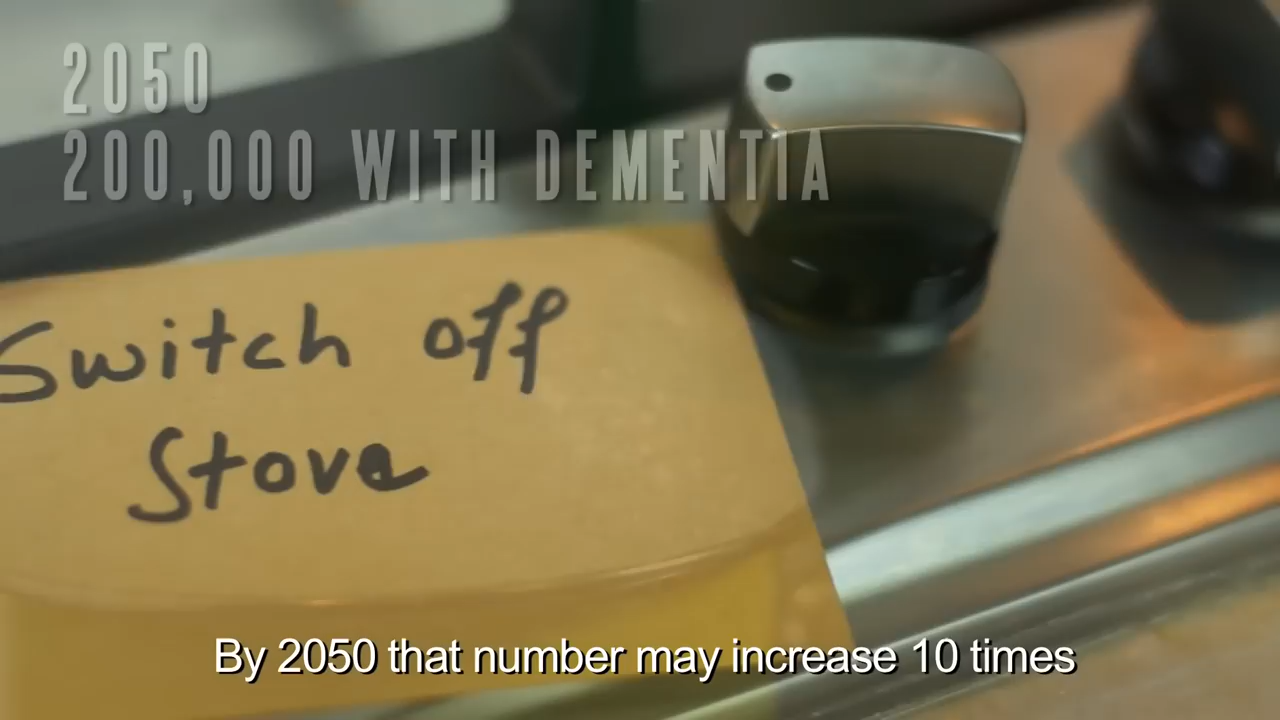 2050
200,000 WITH DEMENTIA
Switch off
Stove
By 2050 that number may increase 10 times